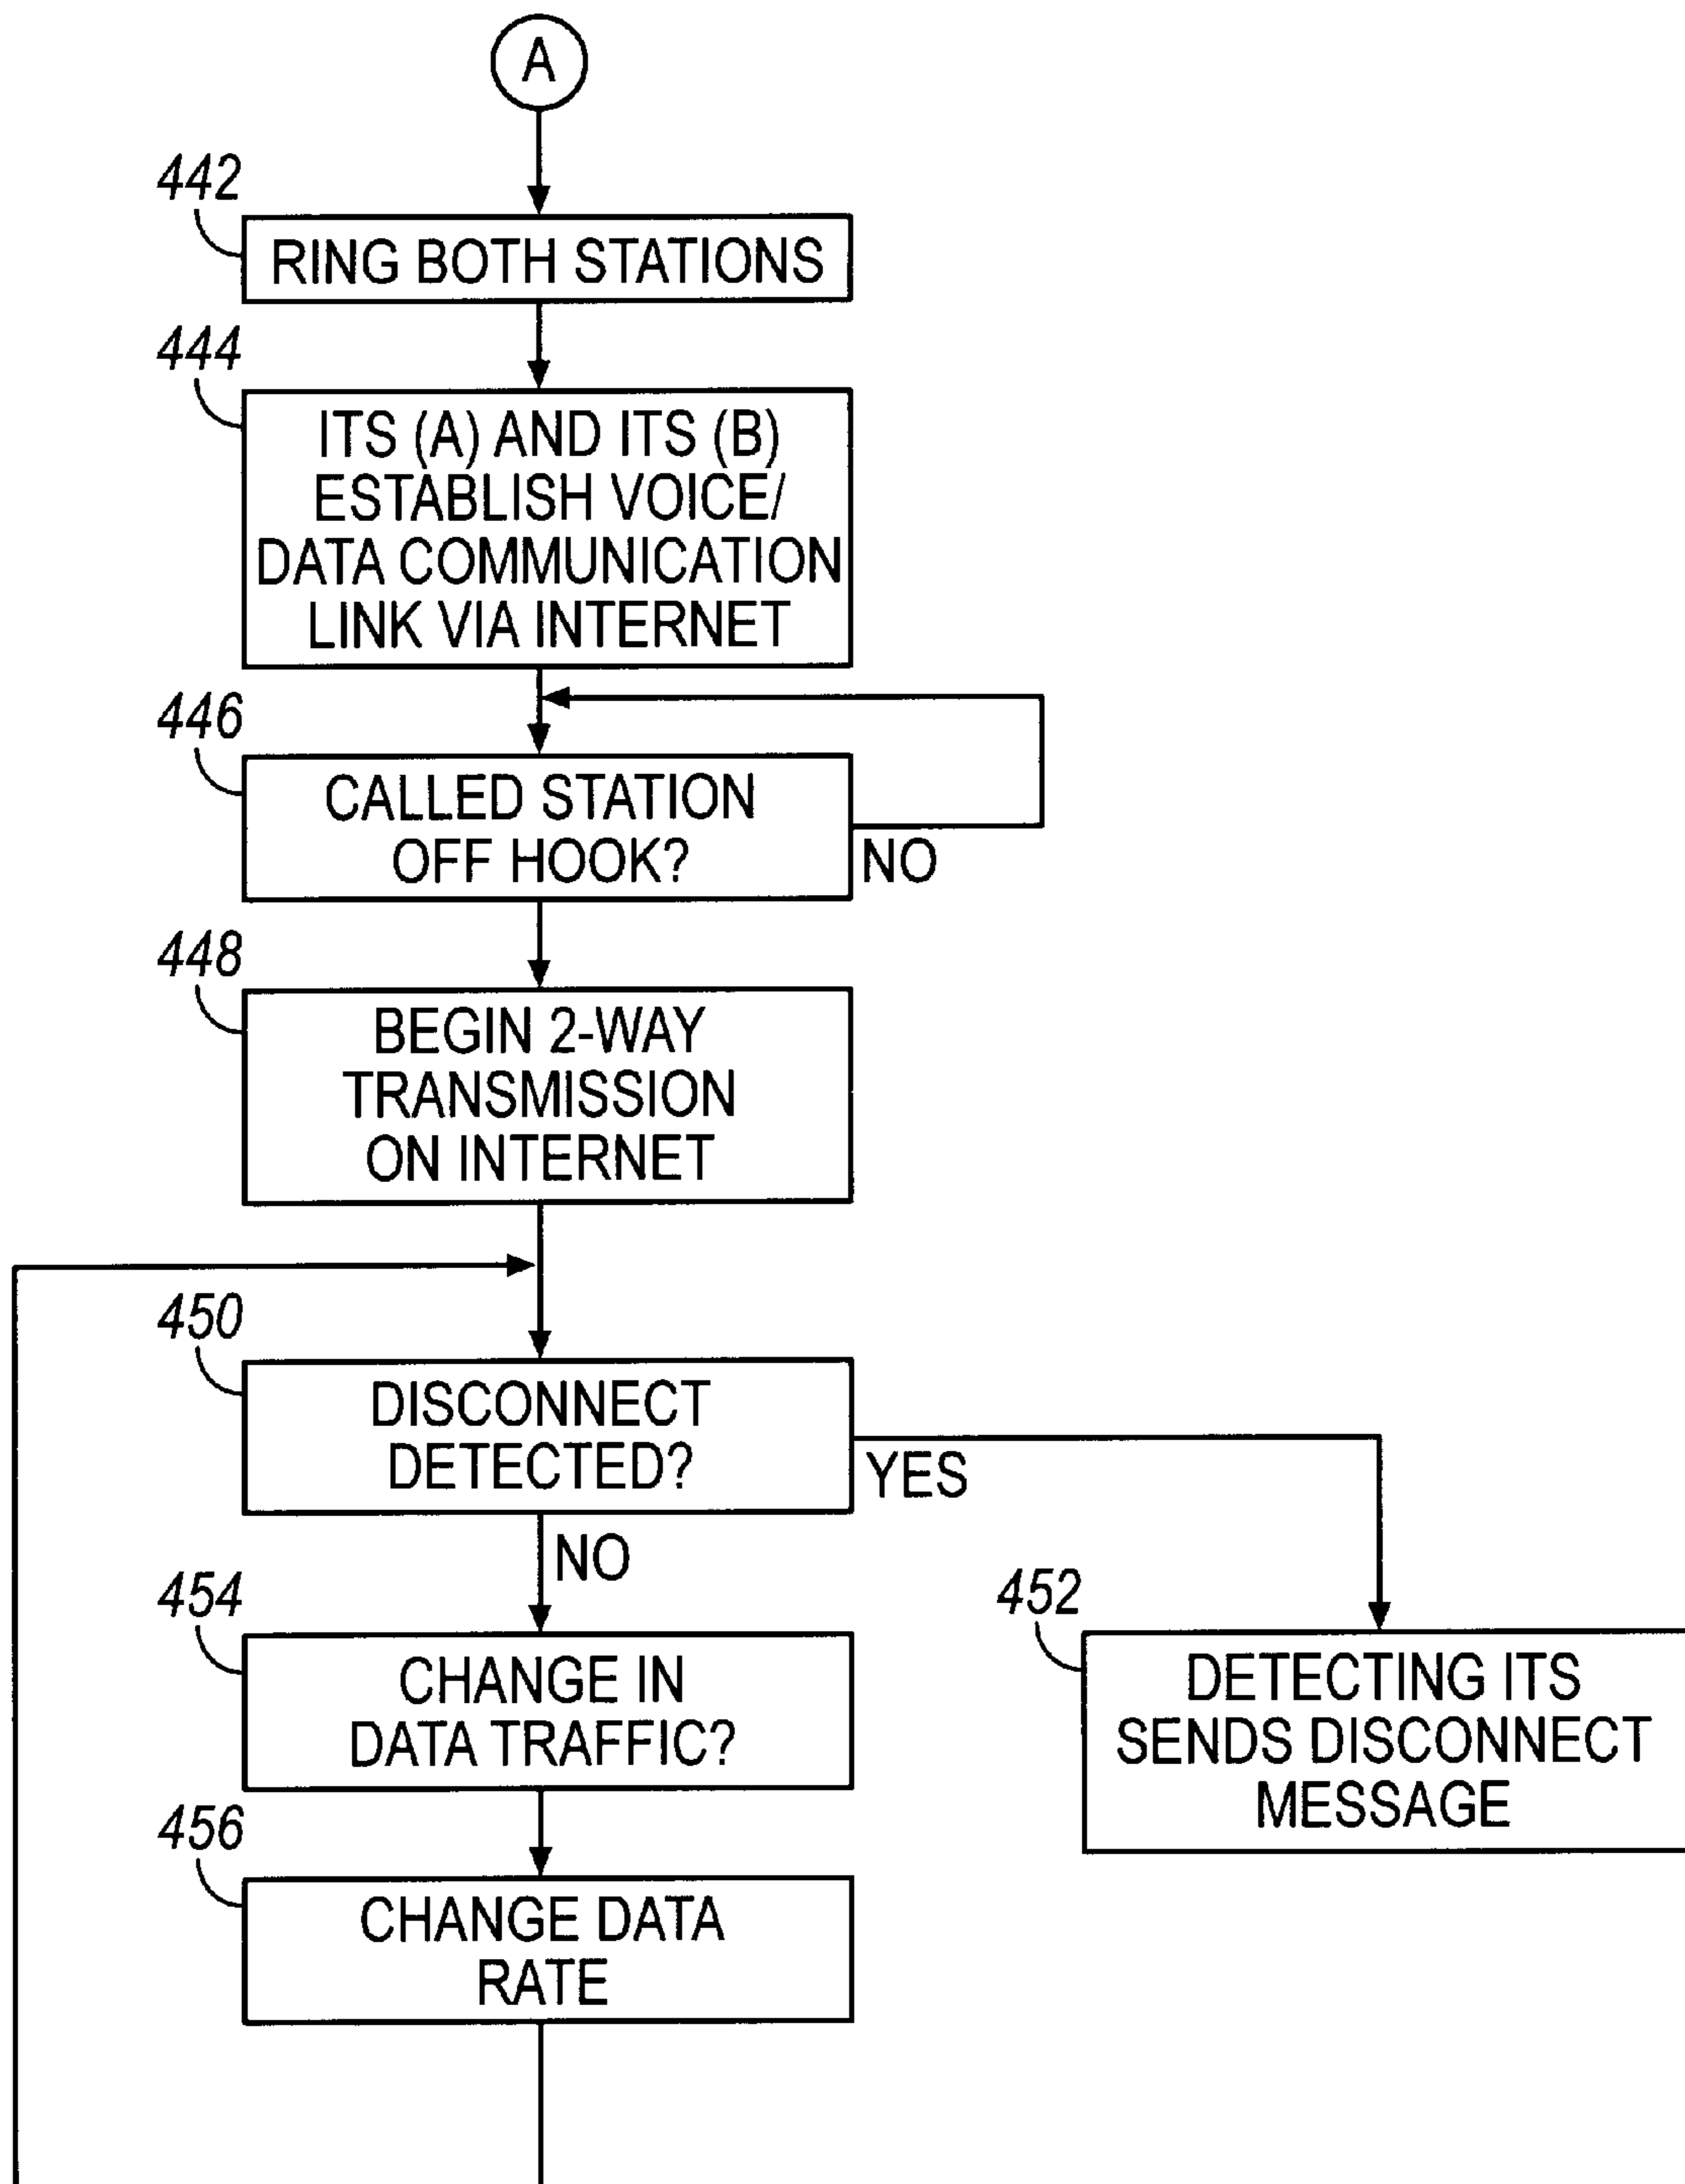 A
442
RING BOTH STATIONS
444
ITS (A) AND ITS (B)
ESTABLISH VOICE/
DATA COMMUNICATION
LINK VIA INTERNET
446
CALLED STATION
OFF HOOK?
NO
448
BEGIN 2-WAY
TRANSMISSION
ON INTERNET
450
DISCONNECT
DETECTED?
YES
NO
454
CHANGE IN
DATA TRAFFIC?
452
DETECTING ITS
SENDS DISCONNECT
MESSAGE
456
CHANGE DATA
RATE